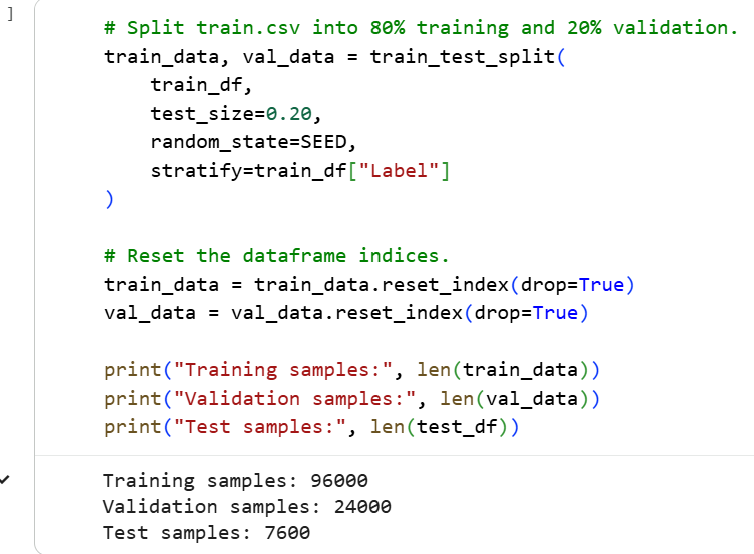 ]
# Split train.csv into 80% training and 20% validation.
train_data, val_data = train_test_split(
    train_df,
    test_size=0.20,
    random_state=SEED,
    stratify=train_df["Label"]
)

# Reset the dataframe indices.
train_data = train_data.reset_index(drop=True)
val_data = val_data.reset_index(drop=True)

print("Training samples:", len(train_data))
print("Validation samples:", len(val_data))
print("Test samples:", len(test_df))
Training samples: 96000
Validation samples: 24000
Test samples: 7600